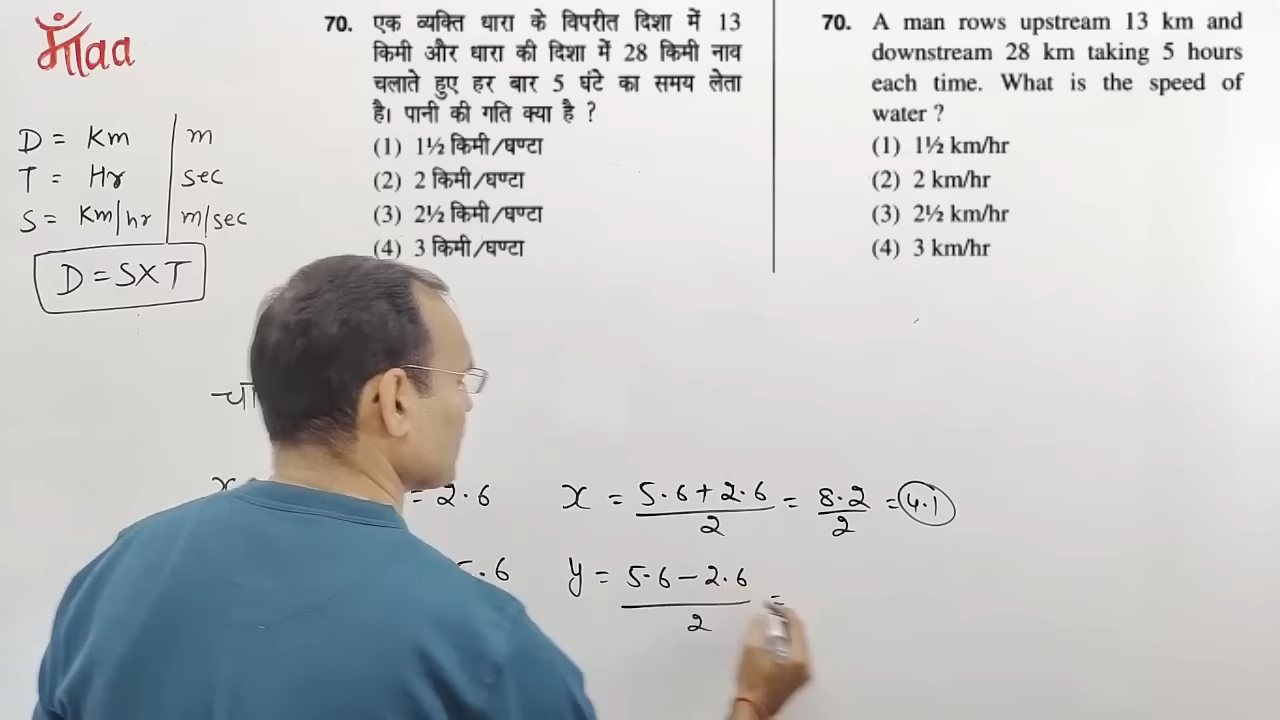 माँaa
D = Km | m
T = Hr | sec
S = Km/hr | m/sec
D = S X T
70. एक व्यक्ति धारा के विपरीत दिशा में 13
किमी और धारा की दिशा में 28 किमी नाव
चलाते हुए हर बार 5 घंटे का समय लेता
है। पानी की गति क्या है ?
(1) 1½ किमी/घण्टा
(2) 2 किमी/घण्टा
(3) 2½ किमी/घण्टा
(4) 3 किमी/घण्टा
70. A man rows upstream 13 km and
downstream 28 km taking 5 hours
each time. What is the speed of
water ?
(1) 1½ km/hr
(2) 2 km/hr
(3) 2½ km/hr
(4) 3 km/hr
= 2.6
x = 5.6 + 2.6 / 2 = 8.2 / 2 = 4.1
5.6
y = 5.6 - 2.6 / 2 =